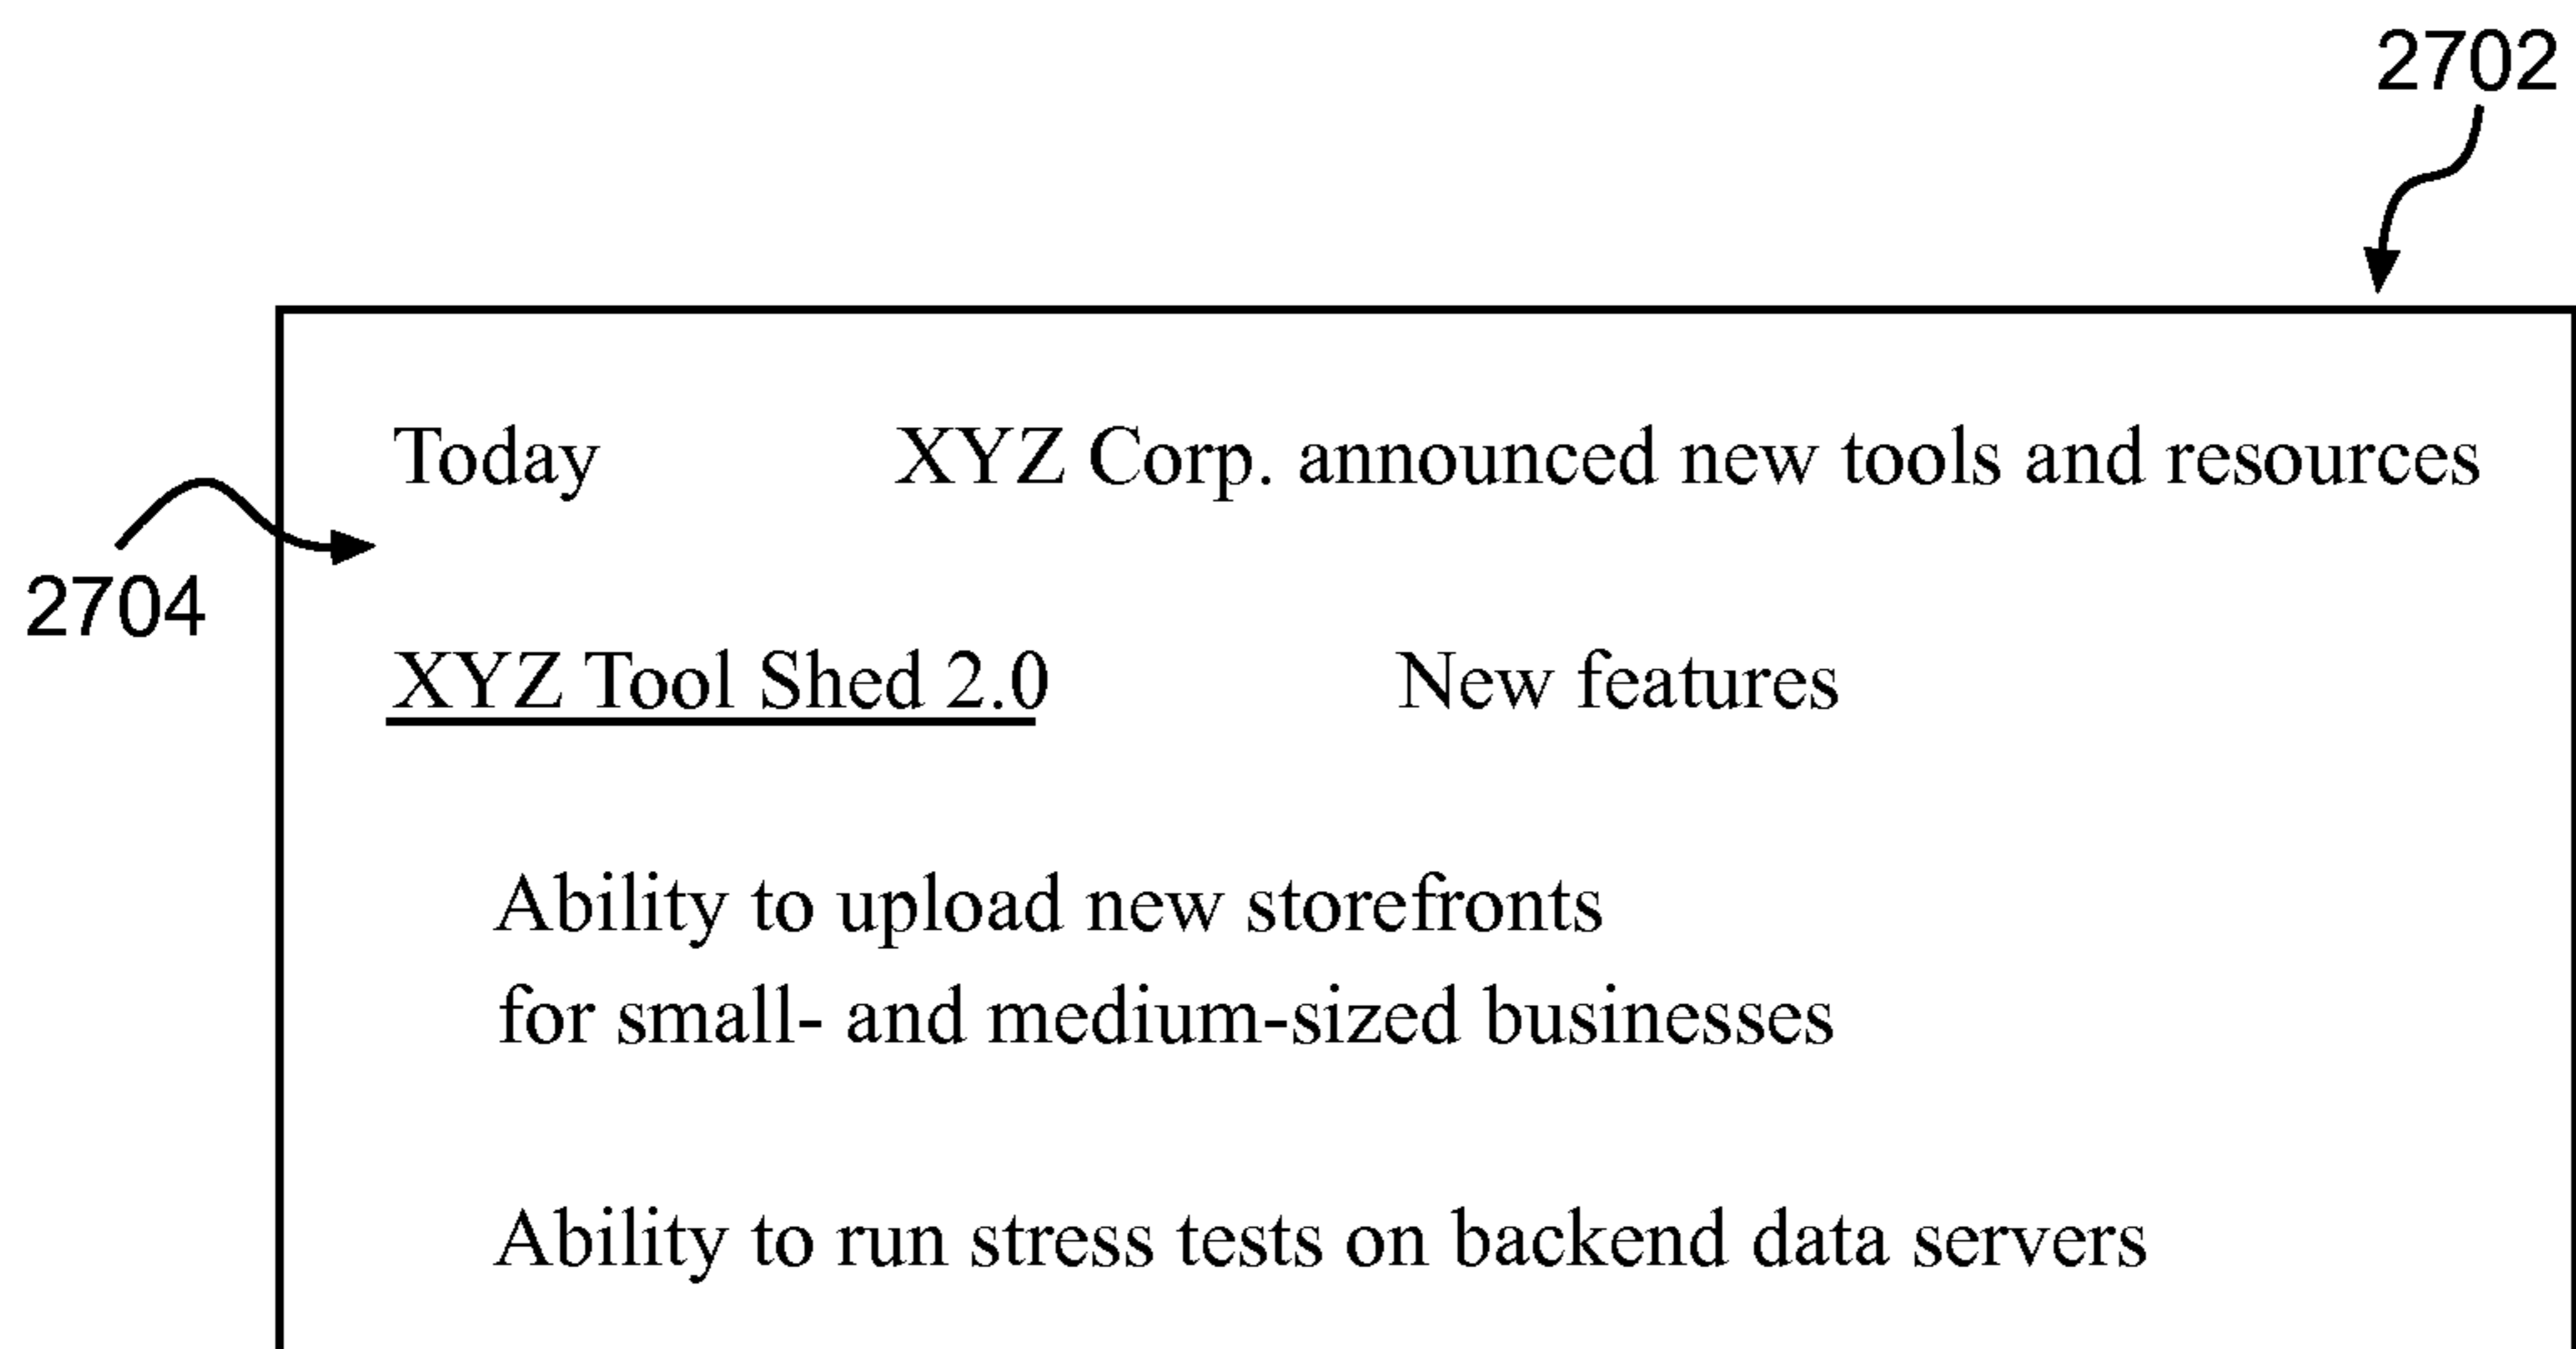 2702
Today XYZ Corp. announced new tools and resources
2704
XYZ Tool Shed 2.0 New features
Ability to upload new storefronts
for small- and medium-sized businesses
Ability to run stress tests on backend data servers